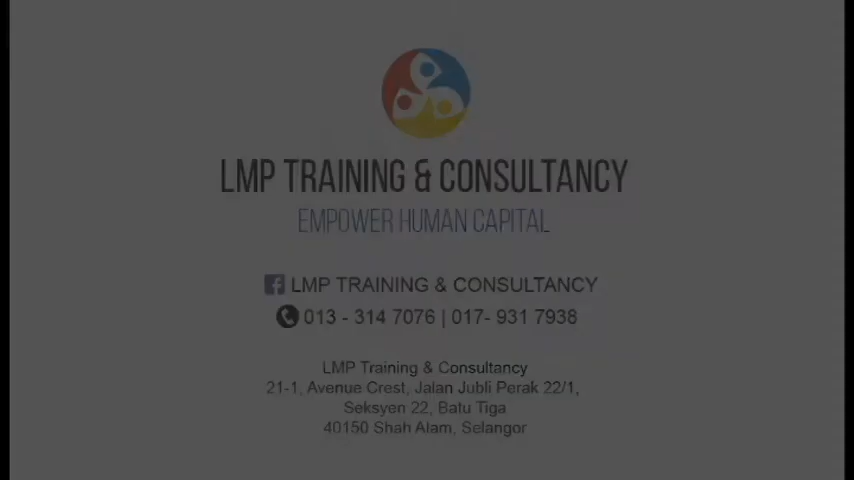 LMP TRAINING & CONSULTANCY
EMPOWER HUMAN CAPITAL
LMP TRAINING & CONSULTANCY
013 - 314 7076 | 017- 931 7938
LMP Training & Consultancy
21-1, Avenue Crest, Jalan Jubli Perak 22/1,
Seksyen 22, Batu Tiga
40150 Shah Alam, Selangor